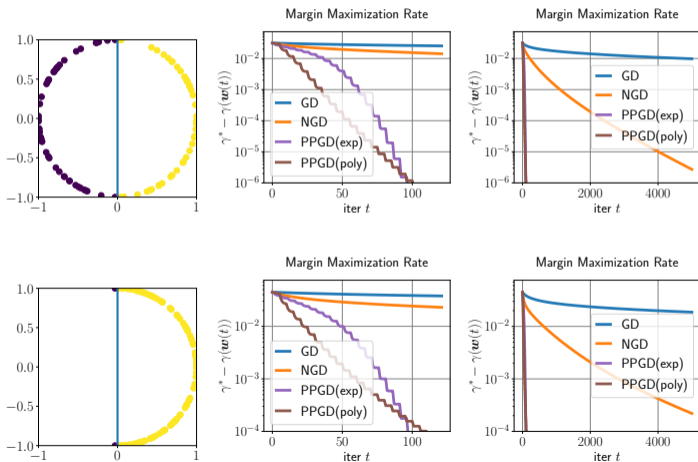 Margin Maximization Rate
Margin Maximization Rate
1.0
0.5
0.0
−0.5
−1.0
−1
0
1
γ* − γ(w(t))
10⁻²
10⁻³
10⁻⁴
10⁻⁵
10⁻⁶
GD
NGD
PPGD(exp)
PPGD(poly)
0
50
100
iter t
γ* − γ(w(t))
10⁻²
10⁻³
10⁻⁴
10⁻⁵
10⁻⁶
GD
NGD
PPGD(exp)
PPGD(poly)
0
2000
4000
iter t
Margin Maximization Rate
Margin Maximization Rate
1.0
0.5
0.0
−0.5
−1.0
−1
0
1
γ* − γ(w(t))
10⁻²
10⁻³
10⁻⁴
GD
NGD
PPGD(exp)
PPGD(poly)
0
50
100
iter t
γ* − γ(w(t))
10⁻²
10⁻³
10⁻⁴
GD
NGD
PPGD(exp)
PPGD(poly)
0
2000
4000
iter t